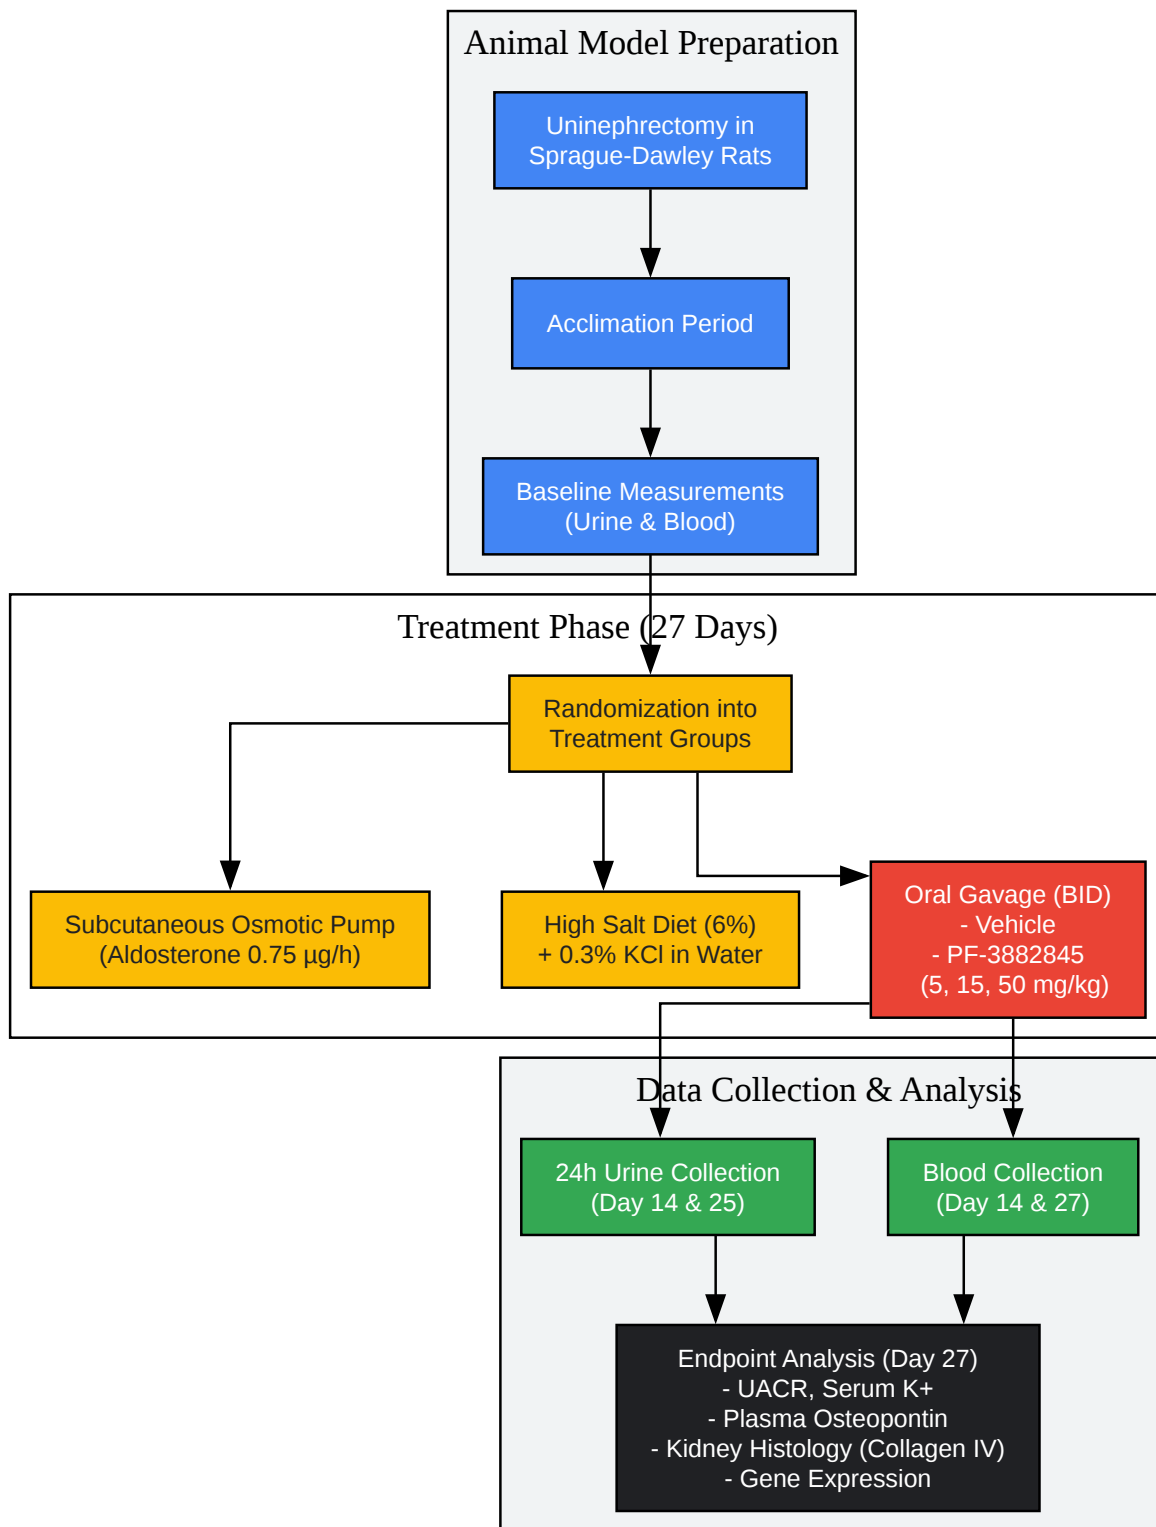 Animal Model Preparation
Uninephrectomy in
Sprague-Dawley Rats
Acclimation Period
Baseline Measurements
(Urine & Blood)
Treatment Phase (27 Days)
Randomization into
Treatment Groups
Subcutaneous Osmotic Pump
(Aldosterone 0.75 µg/h)
High Salt Diet (6%)
+ 0.3% KCl in Water
Oral Gavage (BID)
- Vehicle
- PF-3882845
(5, 15, 50 mg/kg)
Data Collection & Analysis
24h Urine Collection
(Day 14 & 25)
Blood Collection
(Day 14 & 27)
Endpoint Analysis (Day 27)
- UACR, Serum K+
- Plasma Osteopontin
- Kidney Histology (Collagen IV)
- Gene Expression